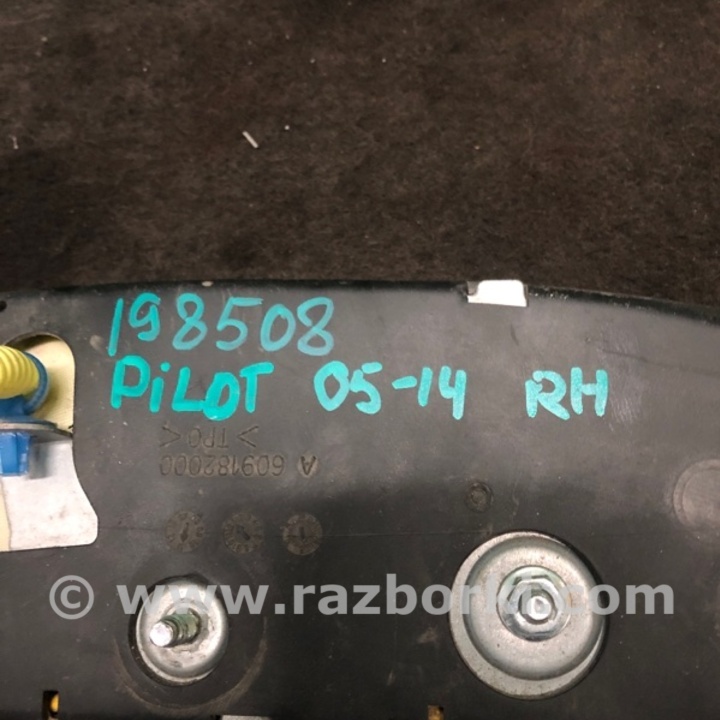 198508
PiLOT 05-14 RH
>TPO<
A 609182000
© www.razborki.com